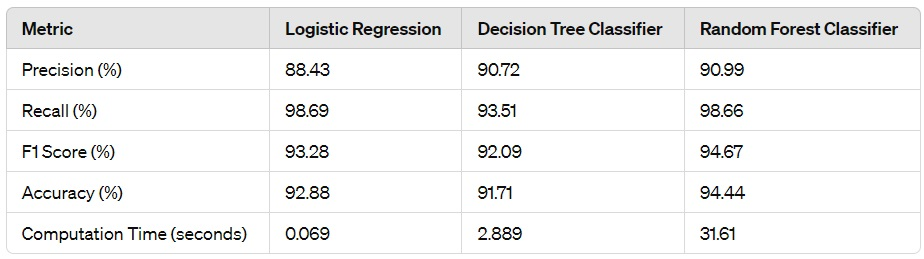 Metric Logistic Regression Decision Tree Classifier Random Forest Classifier
Precision (%) 88.43 90.72 90.99
Recall (%) 98.69 93.51 98.66
F1 Score (%) 93.28 92.09 94.67
Accuracy (%) 92.88 91.71 94.44
Computation Time (seconds) 0.069 2.889 31.61